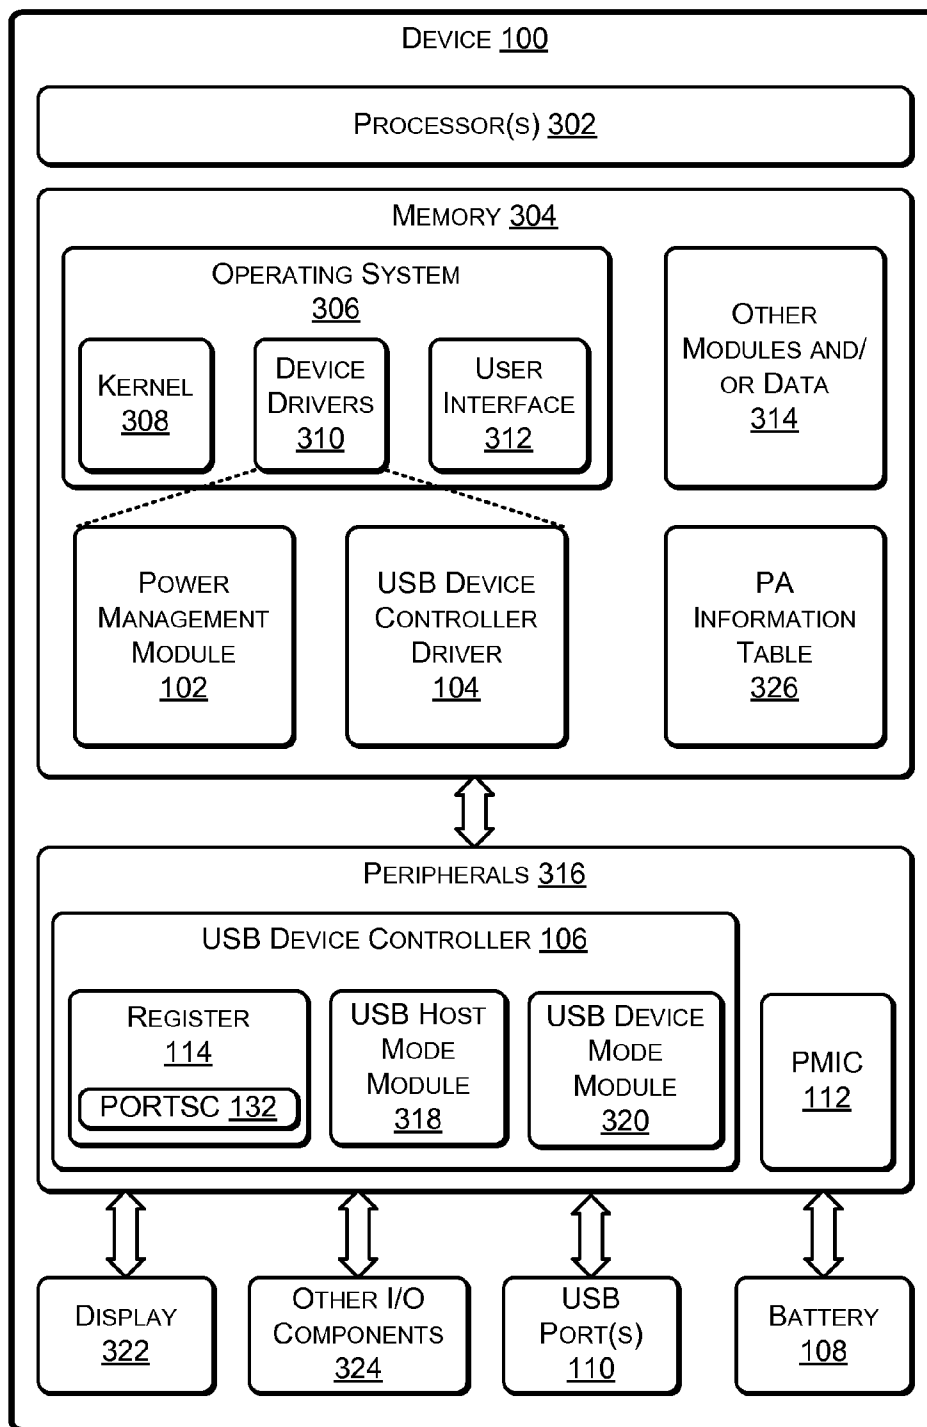 DEVICE 100
PROCESSOR(S) 302
MEMORY 304
OPERATING SYSTEM
306
KERNEL
308
DEVICE
DRIVERS
310
USER
INTERFACE
312
OTHER
MODULES AND/
OR DATA
314
POWER
MANAGEMENT
MODULE
102
USB DEVICE
CONTROLLER
DRIVER
104
PA
INFORMATION
TABLE
326
PERIPHERALS 316
USB DEVICE CONTROLLER 106
REGISTER
114
PORTSC 132
USB HOST
MODE
MODULE
318
USB DEVICE
MODE
MODULE
320
PMIC
112
DISPLAY
322
OTHER I/O
COMPONENTS
324
USB
PORT(S)
110
BATTERY
108